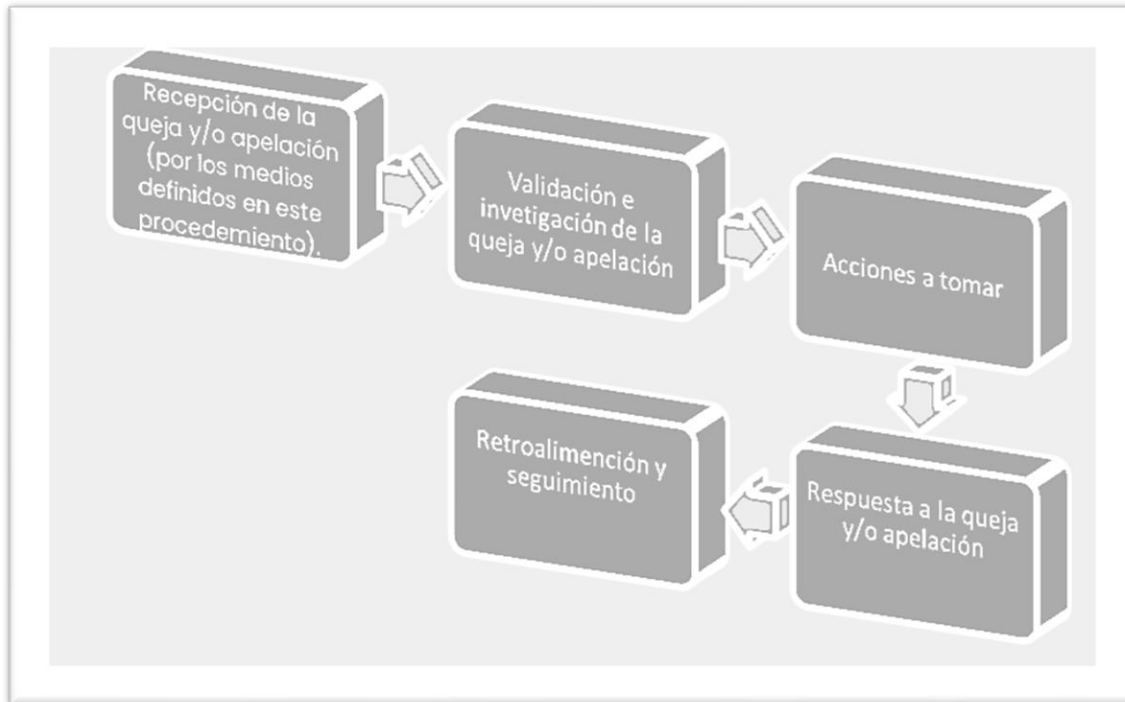 Recepción de la
queja y/o apelación
(por los medios
definidos en este
procedemiento).
Validación e
invetigación de la
queja y/o apelación
Acciones a tomar
Respuesta a la queja
y/o apelación
Retroalimención y
seguimiento